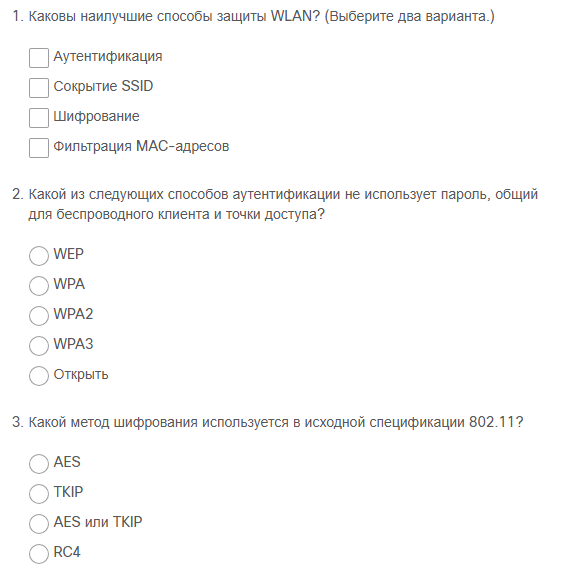 1. Каковы наилучшие способы защиты WLAN? (Выберите два варианта.)
Аутентификация
Сокрытие SSID
Шифрование
Фильтрация MAC-адресов
2. Какой из следующих способов аутентификации не использует пароль, общий
для беспроводного клиента и точки доступа?
WEP
WPA
WPA2
WPA3
Открыть
3. Какой метод шифрования используется в исходной спецификации 802.11?
AES
TKIP
AES или TKIP
RC4